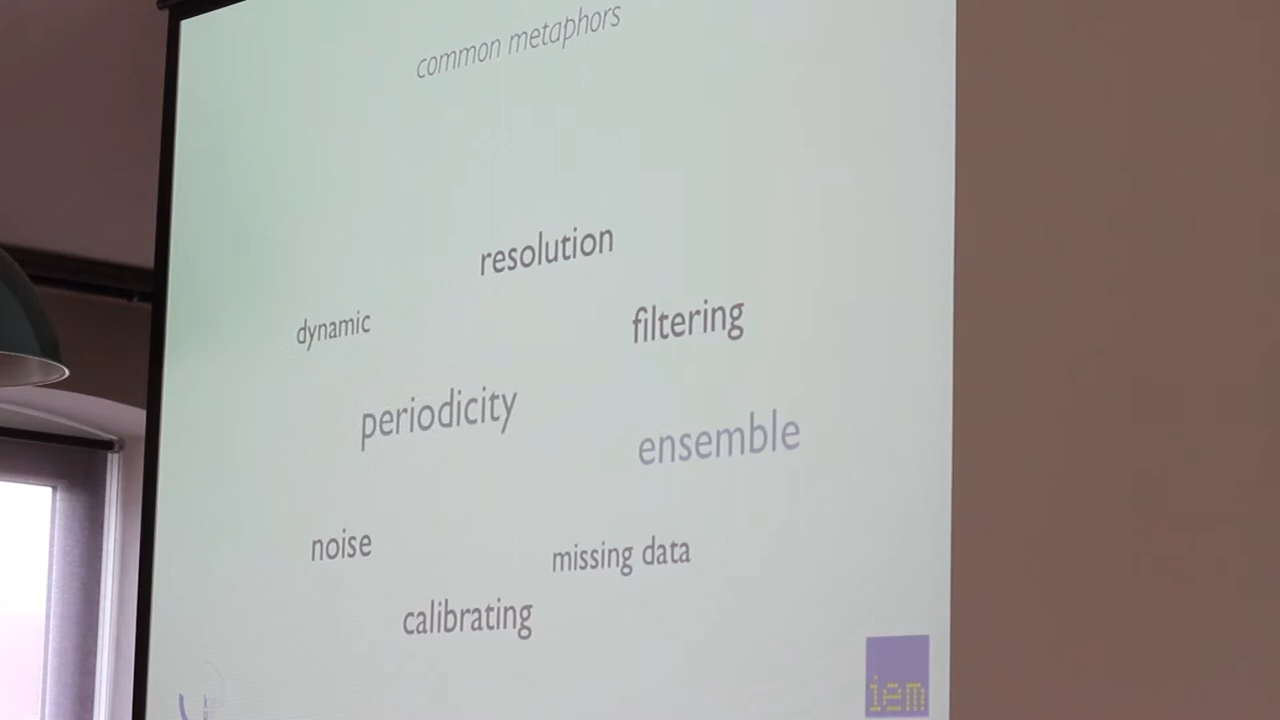 common metaphors
resolution
dynamic
filtering
periodicity
ensemble
noise
missing data
calibrating
iem